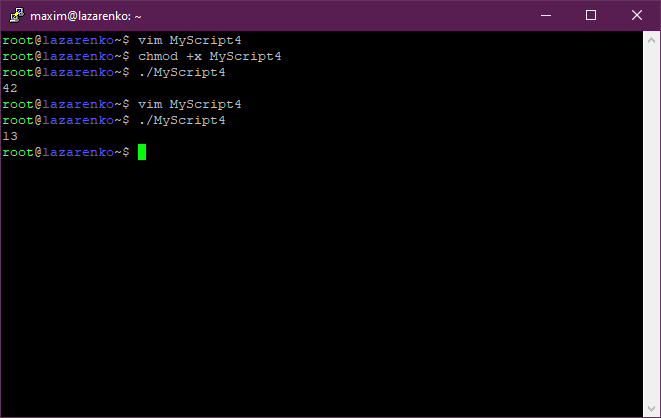 maxim@lazarenko: ~
root@lazarenko~$ vim MyScript4
root@lazarenko~$ chmod +x MyScript4
root@lazarenko~$ ./MyScript4
42
root@lazarenko~$ vim MyScript4
root@lazarenko~$ ./MyScript4
13
root@lazarenko~$